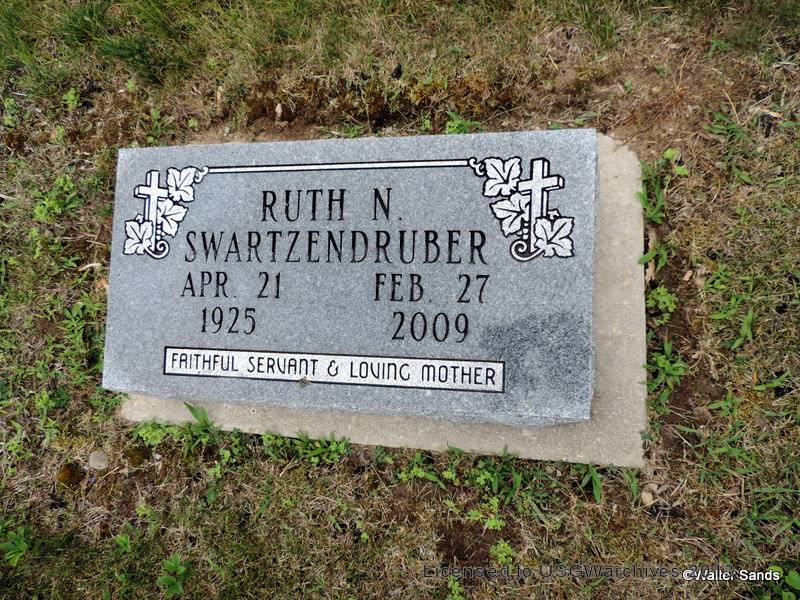 RUTH N.
SWARTZENDRUBER
APR. 21 FEB. 27
1925 2009
FAITHFUL SERVANT & LOVING MOTHER
Licensed to USGWarchives
©Walter Sands